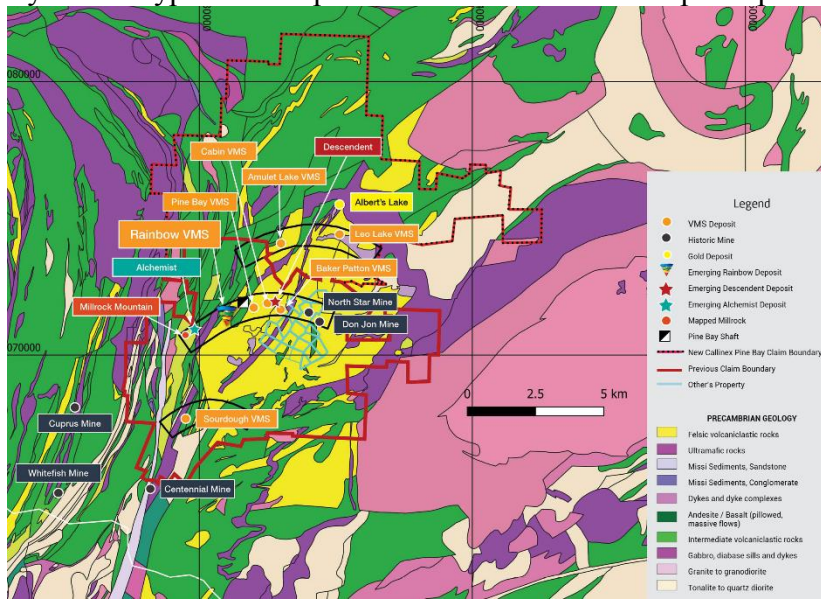 080000
070000
Cabin VMS
Descendent
Amulet Lake VMS
Pine Bay VMS
Albert's Lake
Rainbow VMS
Leo Lake VMS
Alchemist
Baker Patton VMS
Millrock Mountain
North Star Mine
Don Jon Mine
Sourdough VMS
Cuprus Mine
Whitefish Mine
Centennial Mine
0 2.5 5 km
Legend
VMS Deposit
Historic Mine
Gold Deposit
Emerging Rainbow Deposit
Emerging Descendent Deposit
Emerging Alchemist Deposit
Mapped Millrock
Pine Bay Shaft
New Callinex Pine Bay Claim Boundary
Previous Claim Boundary
Other's Property
PRECAMBRIAN GEOLOGY
Felsic volcaniclastic rocks
Ultramafic rocks
Missi Sediments, Sandstone
Missi Sediments, Conglomerate
Dykes and dyke complexes
Andesite / Basalt (pillowed,
massive flows)
Intermediate volcaniclastic rocks
Gabbro, diabase sills and dykes
Granite to granodiorite
Tonalite to quartz diorite